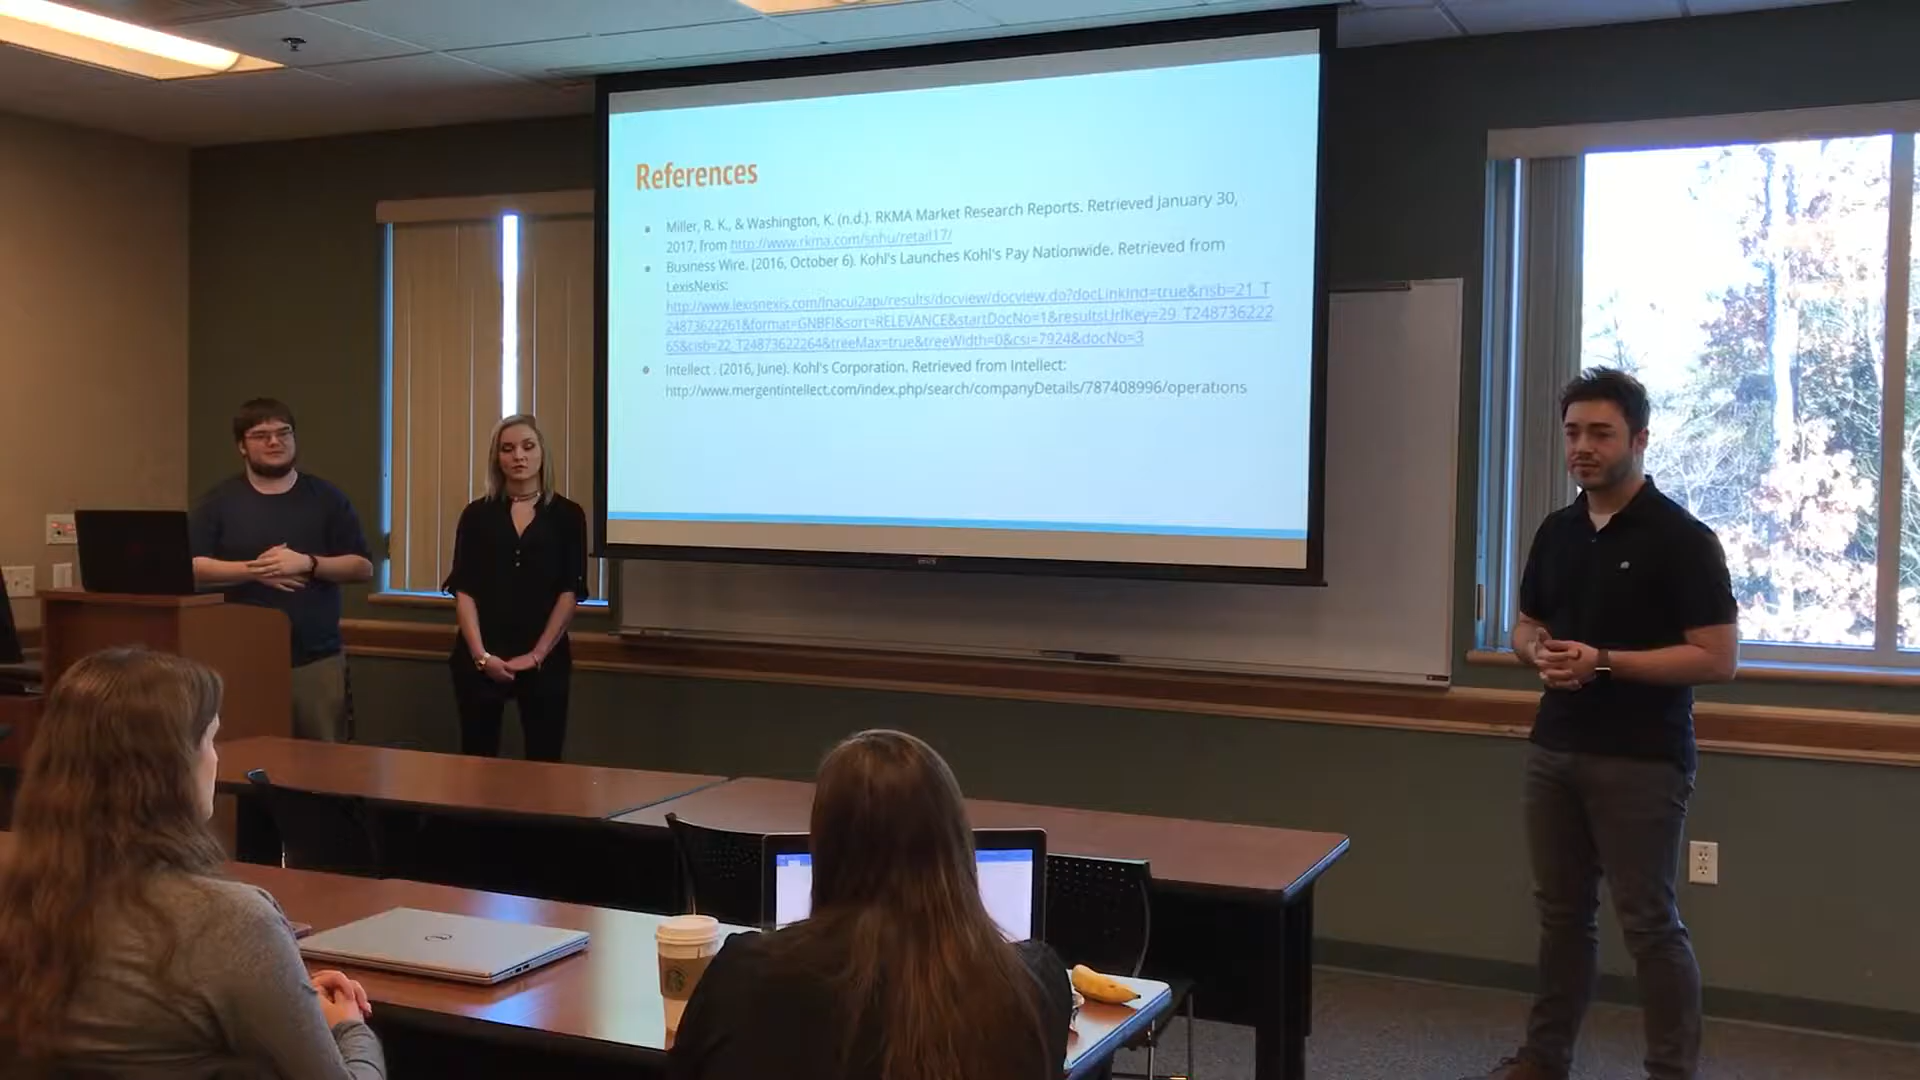 References
Miller, R. K., & Washington, K. (n.d.). RKMA Market Research Reports. Retrieved January 30,
2017, from http://www.rkma.com/snhu/retail17/
Business Wire. (2016, October 6). Kohl's Launches Kohl's Pay Nationwide. Retrieved from
LexisNexis:
http://www.lexisnexis.com/lnacui2api/results/docview/docview.do?docLinkInd=true&risb=21_T
24873622261&format=GNBFI&sort=RELEVANCE&startDocNo=1&resultsUrlKey=29_T248736222
65&cisb=22_T24873622264&treeMax=true&treeWidth=0&csi=7924&docNo=3
Intellect . (2016, June). Kohl's Corporation. Retrieved from Intellect:
http://www.mergentintellect.com/index.php/search/companyDetails/787408996/operations
DELL